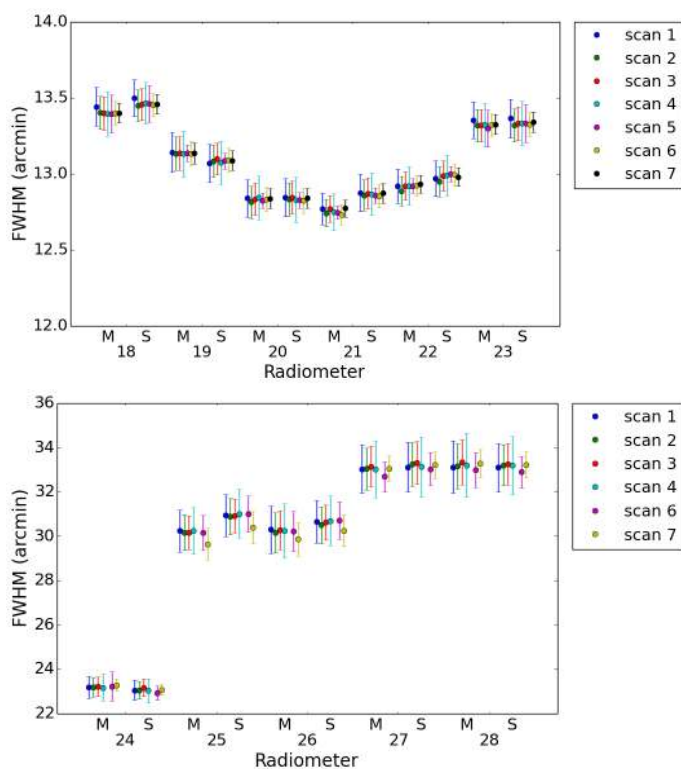 14.0
13.5
13.0
12.5
12.0
FWHM (arcmin)
M S M S M S M S M S M S
18 19 20 21 22 23
Radiometer
scan 1
scan 2
scan 3
scan 4
scan 5
scan 6
scan 7
36
34
32
30
28
26
24
22
FWHM (arcmin)
M S M S M S M S M S
24 25 26 27 28
Radiometer
scan 1
scan 2
scan 3
scan 4
scan 6
scan 7